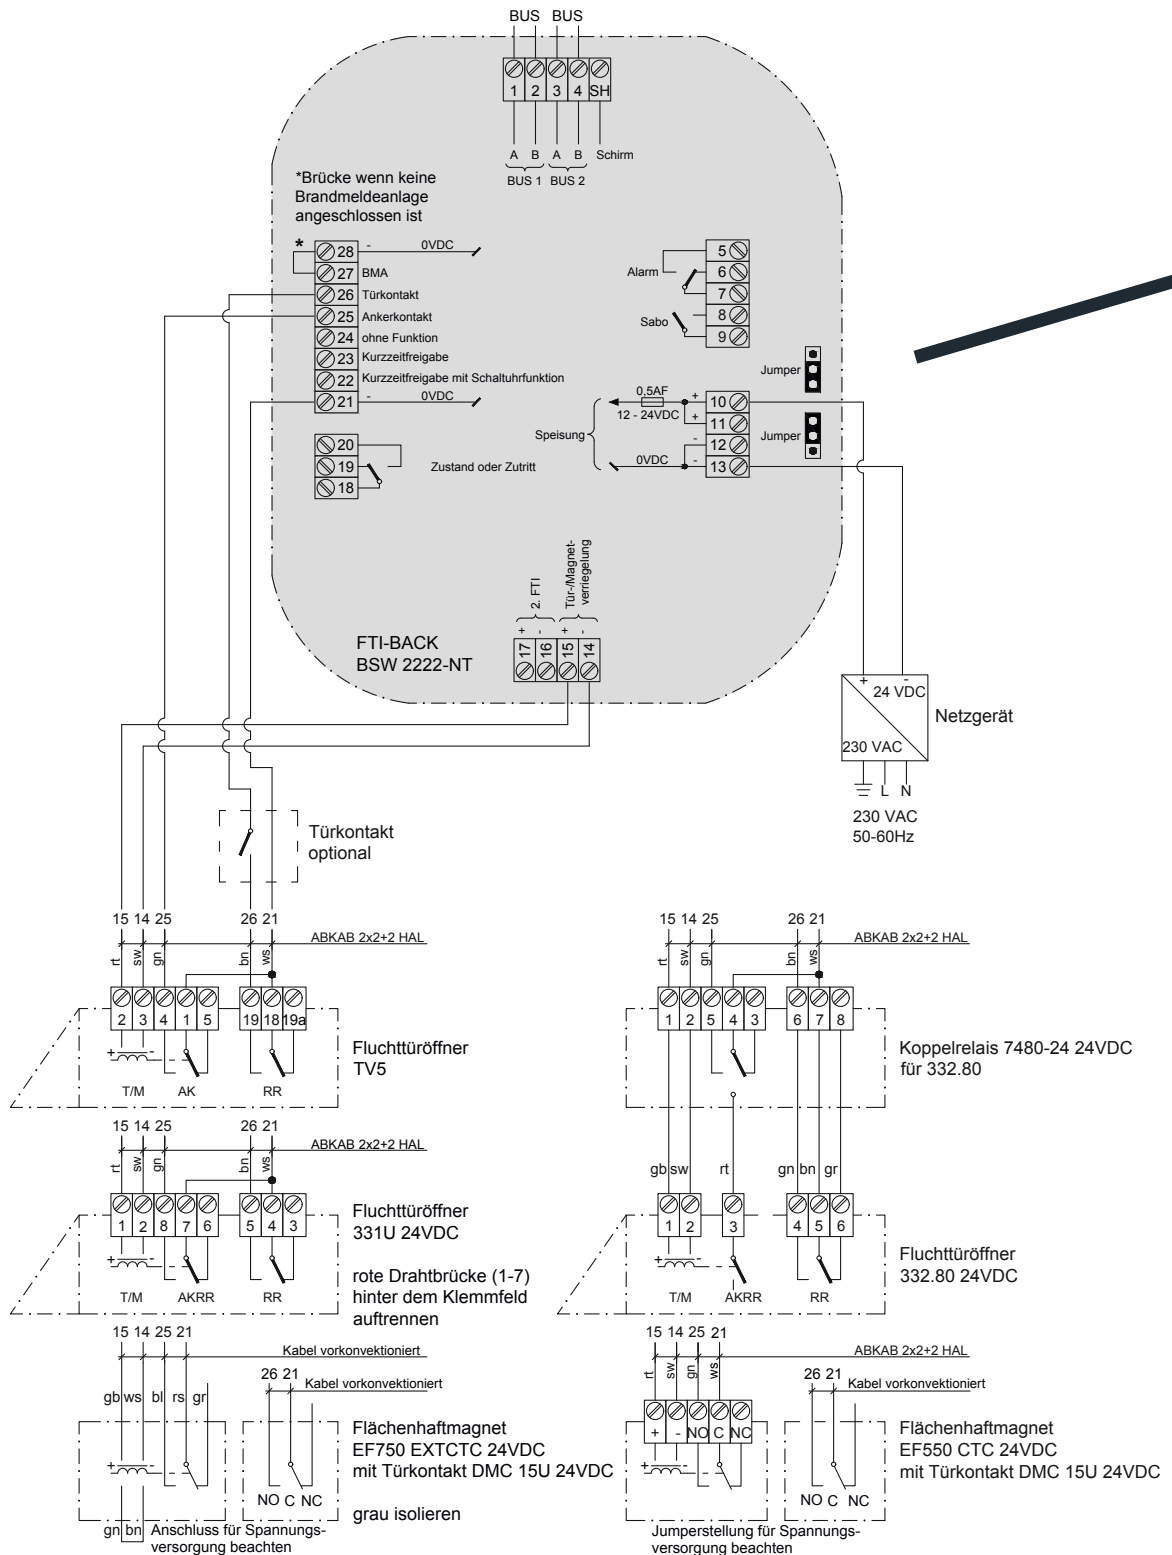 BUS BUS
1 2 3 4 SH
A B A B Schirm
BUS 1 BUS 2
*Brücke wenn keine
Brandmeldeanlage
angeschlossen ist
*
28 - 0VDC
27 BMA
26 Türkontakt
25 Ankerkontakt
24 ohne Funktion
23 Kurzzeitfreigabe
22 Kurzzeitfreigabe mit Schaltuhrfunktion
21 - 0VDC
20
19 Zustand oder Zutritt
18
5
Alarm 6
7
Sabo 8
9
Jumper
0,5AF + 10
12 - 24VDC + 11
Speisung - 12
Jumper
0VDC - 13
2. FTI
Tür-/Magnet-
verriegelung
+ - + -
17 16 15 14
FTI-BACK
BSW 2222-NT
+ -
24 VDC
Netzgerät
230 VAC
L N
230 VAC
50-60Hz
Türkontakt
optional
15 14 25 26 21
ABKAB 2x2+2 HAL
rt sw gn bn ws
2 3 4 1 5 19 18 19a
+ -
T/M AK RR
Fluchttüröffner
TV5
15 14 25 26 21
ABKAB 2x2+2 HAL
rt sw gn bn ws
1 2 5 4 3 6 7 8
Koppelrelais 7480-24 24VDC
für 332.80
15 14 25 26 21
ABKAB 2x2+2 HAL
rt sw gn bn ws
1 2 8 7 6 5 4 3
+ -
T/M AKRR RR
Fluchttüröffner
331U 24VDC
rote Drahtbrücke (1-7)
hinter dem Klemmfeld
auftrennen
gb sw rt gn bn gr
1 2 3 4 5 6
+ -
T/M AKRR RR
Fluchttüröffner
332.80 24VDC
15 14 25 21
Kabel vorkonvektioniert
gb ws bl rs gr
26 21
Kabel vorkonvektioniert
+ -
NO C NC
gn bn
Anschluss für Spannungs-
versorgung beachten
Flächenhaftmagnet
EF750 EXTCTC 24VDC
mit Türkontakt DMC 15U 24VDC
grau isolieren
15 14 25 21
ABKAB 2x2+2 HAL
rt sw gn ws
+ - NO C NC
+ -
26 21
Kabel vorkonvektioniert
NO C NC
Jumperstellung für Spannungs-
versorgung beachten
Flächenhaftmagnet
EF550 CTC 24VDC
mit Türkontakt DMC 15U 24VDC